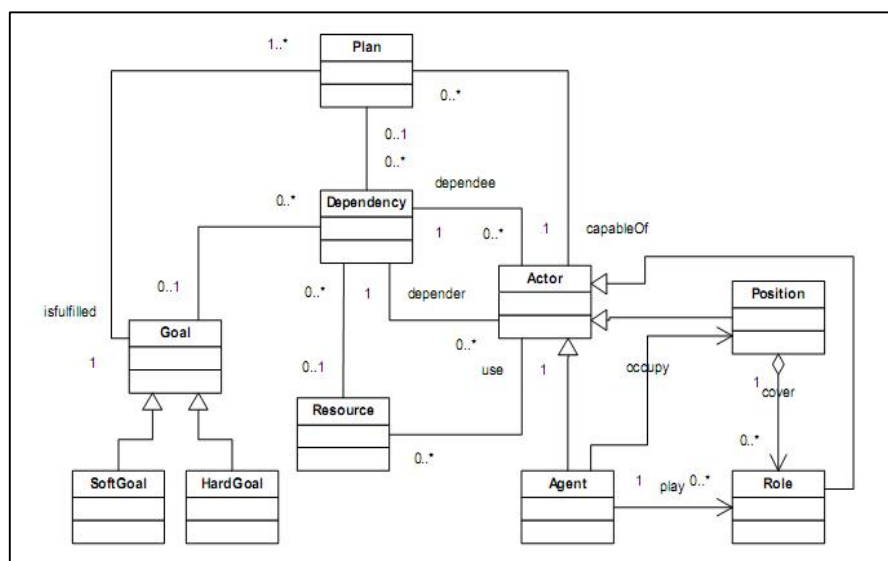 1..*
Plan
0..*
0..1
0..*
dependee
0..*
Dependency
1
0..*
1
capableOf
Actor
0..1
0..*
1
depender
Position
isfulfilled
Goal
1
0..*
use
1
occupy
1
cover
0..1
Resource
0..*
0..*
SoftGoal
HardGoal
Agent
1
play
0..*
Role